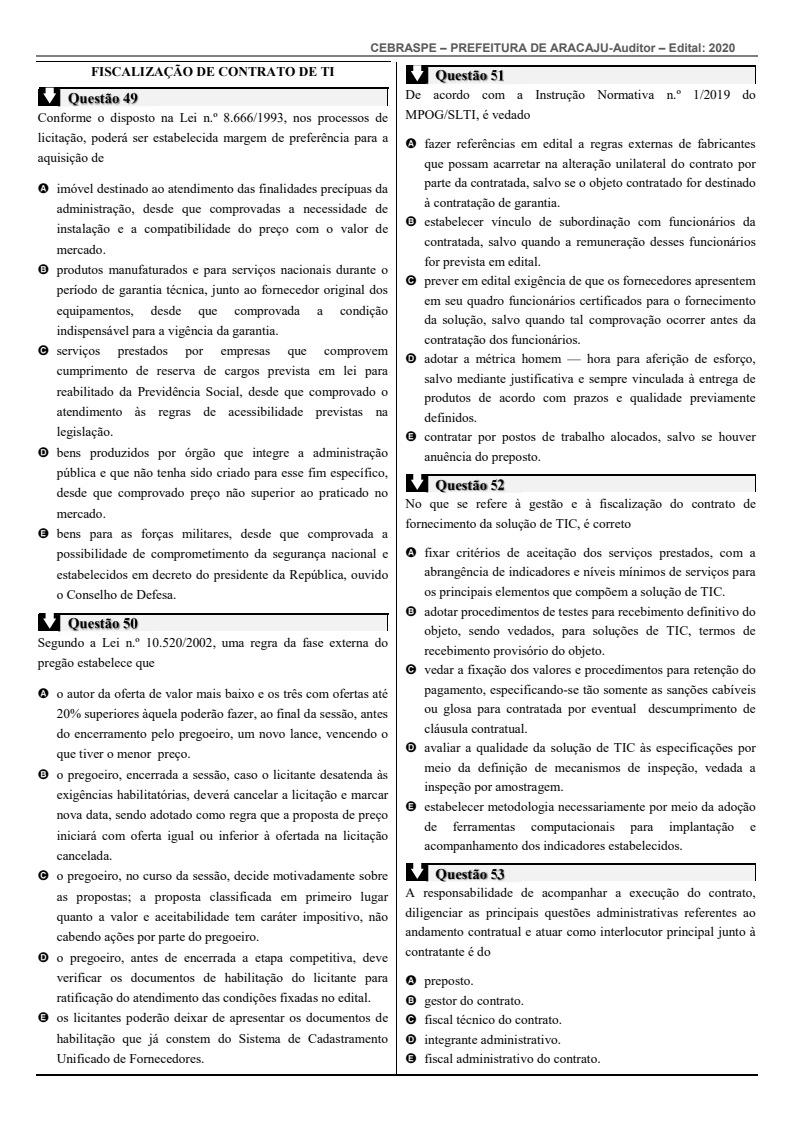 CEBRASPE – PREFEITURA DE ARACAJU-Auditor – Edital: 2020
FISCALIZAÇÃO DE CONTRATO DE TI
Questão 49
Conforme o disposto na Lei n.º 8.666/1993, nos processos de
licitação, poderá ser estabelecida margem de preferência para a
aquisição de
A imóvel destinado ao atendimento das finalidades precípuas da
administração, desde que comprovadas a necessidade de
instalação e a compatibilidade do preço com o valor de
mercado.
B produtos manufaturados e para serviços nacionais durante o
período de garantia técnica, junto ao fornecedor original dos
equipamentos, desde que comprovada a condição
indispensável para a vigência da garantia.
C serviços prestados por empresas que comprovem
cumprimento de reserva de cargos prevista em lei para
reabilitado da Previdência Social, desde que comprovado o
atendimento às regras de acessibilidade previstas na
legislação.
D bens produzidos por órgão que integre a administração
pública e que não tenha sido criado para esse fim específico,
desde que comprovado preço não superior ao praticado no
mercado.
E bens para as forças militares, desde que comprovada a
possibilidade de comprometimento da segurança nacional e
estabelecidos em decreto do presidente da República, ouvido
o Conselho de Defesa.
Questão 50
Segundo a Lei n.º 10.520/2002, uma regra da fase externa do
pregão estabelece que
A o autor da oferta de valor mais baixo e os três com ofertas até
20% superiores àquela poderão fazer, ao final da sessão, antes
do encerramento pelo pregoeiro, um novo lance, vencendo o
que tiver o menor preço.
B o pregoeiro, encerrada a sessão, caso o licitante desatenda às
exigências habilitatórias, deverá cancelar a licitação e marcar
nova data, sendo adotado como regra que a proposta de preço
iniciará com oferta igual ou inferior à ofertada na licitação
cancelada.
C o pregoeiro, no curso da sessão, decide motivadamente sobre
as propostas; a proposta classificada em primeiro lugar
quanto a valor e aceitabilidade tem caráter impositivo, não
cabendo ações por parte do pregoeiro.
D o pregoeiro, antes de encerrada a etapa competitiva, deve
verificar os documentos de habilitação do licitante para
ratificação do atendimento das condições fixadas no edital.
E os licitantes poderão deixar de apresentar os documentos de
habilitação que já constem do Sistema de Cadastramento
Unificado de Fornecedores.
Questão 51
De acordo com a Instrução Normativa n.º 1/2019 do
MPOG/SLTI, é vedado
A fazer referências em edital a regras externas de fabricantes
que possam acarretar na alteração unilateral do contrato por
parte da contratada, salvo se o objeto contratado for destinado
à contratação de garantia.
B estabelecer vínculo de subordinação com funcionários da
contratada, salvo quando a remuneração desses funcionários
for prevista em edital.
C prever em edital exigência de que os fornecedores apresentem
em seu quadro funcionários certificados para o fornecimento
da solução, salvo quando tal comprovação ocorrer antes da
contratação dos funcionários.
D adotar a métrica homem — hora para aferição de esforço,
salvo mediante justificativa e sempre vinculada à entrega de
produtos de acordo com prazos e qualidade previamente
definidos.
E contratar por postos de trabalho alocados, salvo se houver
anuência do preposto.
Questão 52
No que se refere à gestão e à fiscalização do contrato de
fornecimento da solução de TIC, é correto
A fixar critérios de aceitação dos serviços prestados, com a
abrangência de indicadores e níveis mínimos de serviços para
os principais elementos que compõem a solução de TIC.
B adotar procedimentos de testes para recebimento definitivo do
objeto, sendo vedados, para soluções de TIC, termos de
recebimento provisório do objeto.
C vedar a fixação dos valores e procedimentos para retenção do
pagamento, especificando-se tão somente as sanções cabíveis
ou glosa para contratada por eventual descumprimento de
cláusula contratual.
D avaliar a qualidade da solução de TIC às especificações por
meio da definição de mecanismos de inspeção, vedada a
inspeção por amostragem.
E estabelecer metodologia necessariamente por meio da adoção
de ferramentas computacionais para implantação e
acompanhamento dos indicadores estabelecidos.
Questão 53
A responsabilidade de acompanhar a execução do contrato,
diligenciar as principais questões administrativas referentes ao
andamento contratual e atuar como interlocutor principal junto à
contratante é do
A preposto.
B gestor do contrato.
C fiscal técnico do contrato.
D integrante administrativo.
E fiscal administrativo do contrato.